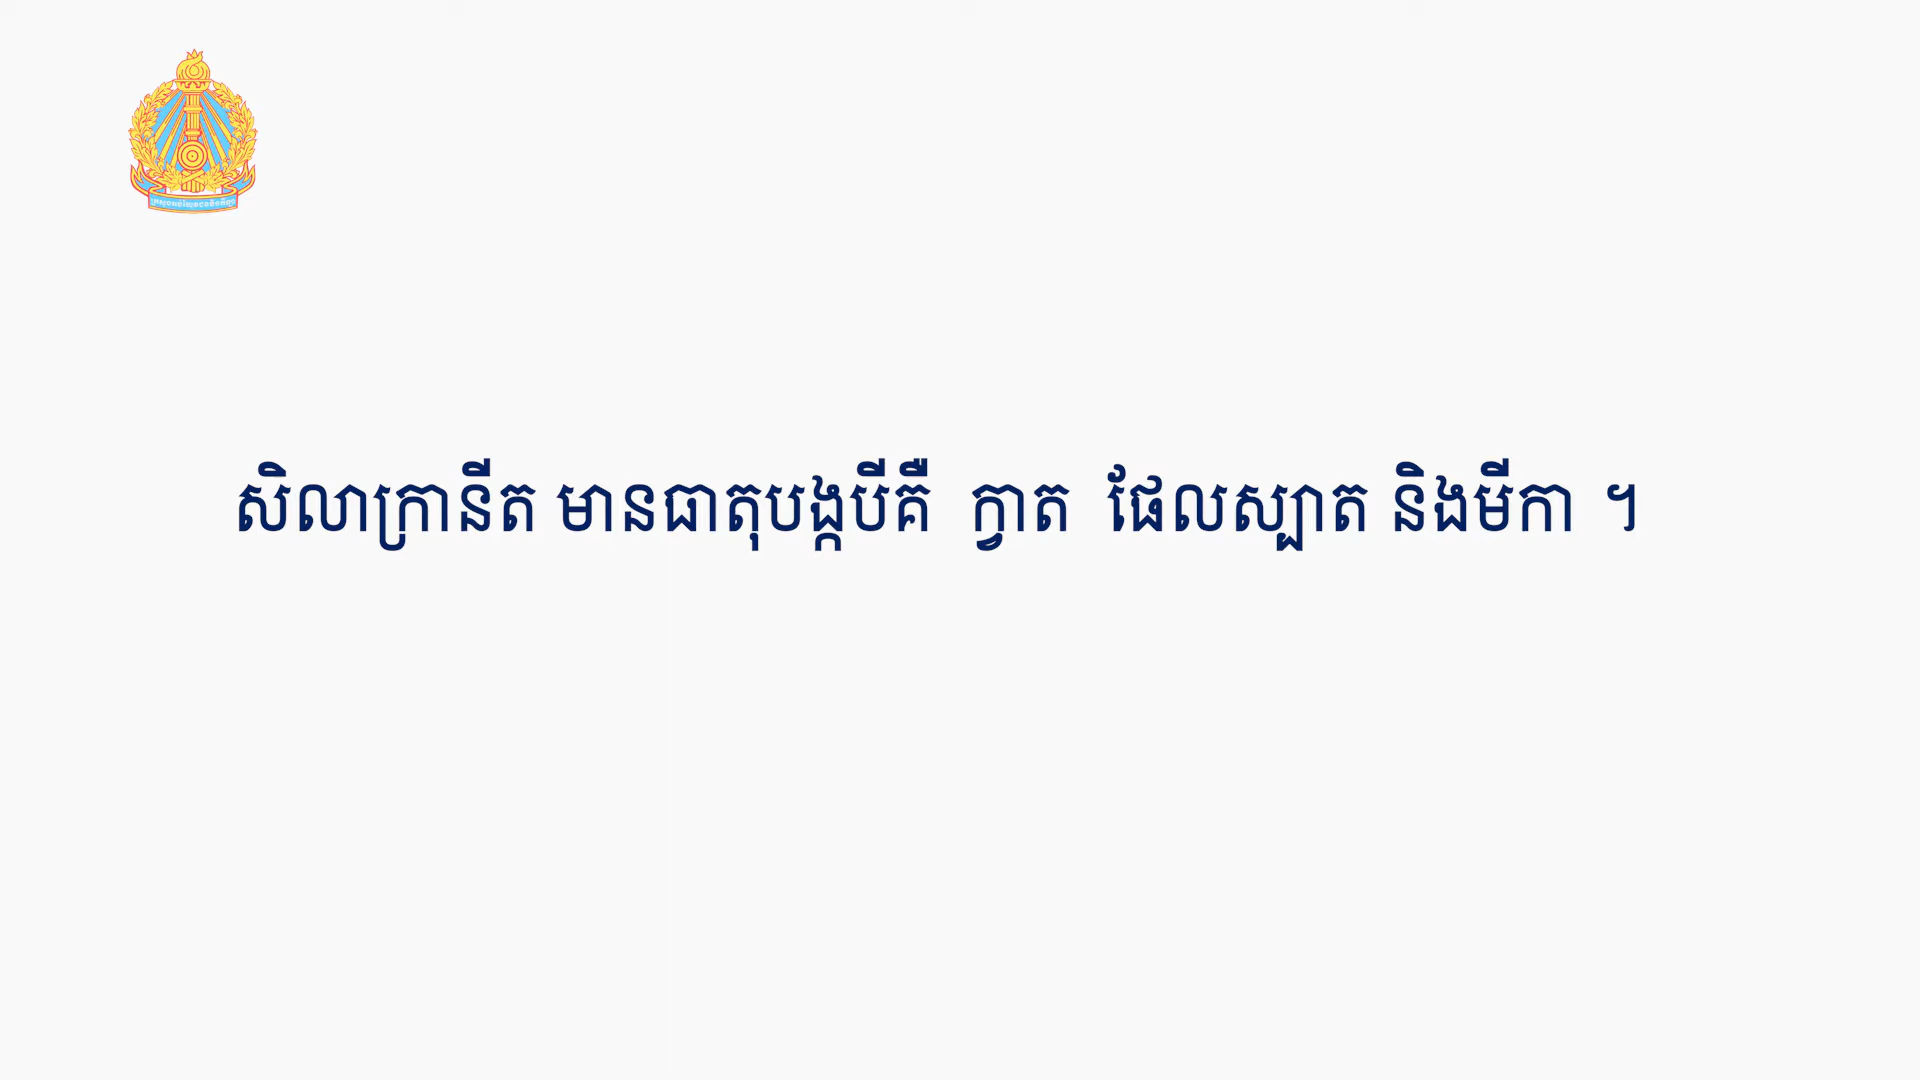 សិលាក្រានីត មានធាតុបង្កបីគឺ ក្វាត ផែលស្ប៉ាត និងមីកា ។